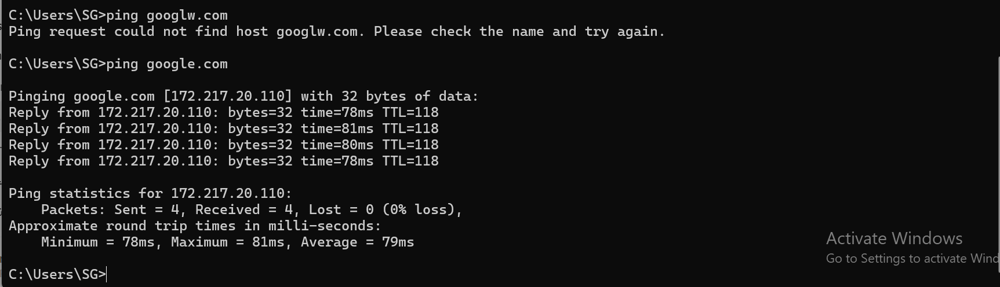 C:\Users\SG>ping googlw.com
Ping request could not find host googlw.com. Please check the name and try again.
C:\Users\SG>ping google.com
Pinging google.com [172.217.20.110] with 32 bytes of data:
Reply from 172.217.20.110: bytes=32 time=78ms TTL=118
Reply from 172.217.20.110: bytes=32 time=81ms TTL=118
Reply from 172.217.20.110: bytes=32 time=80ms TTL=118
Reply from 172.217.20.110: bytes=32 time=78ms TTL=118
Ping statistics for 172.217.20.110:
    Packets: Sent = 4, Received = 4, Lost = 0 (0% loss),
Approximate round trip times in milli-seconds:
    Minimum = 78ms, Maximum = 81ms, Average = 79ms
C:\Users\SG>
Activate Windows
Go to Settings to activate Wind